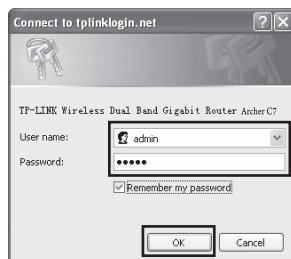 Connect to tplinklogin.net
TP-LINK Wireless Dual Band Gigabit Router Archer C7
User name:
admin
Password:
•••••
Remember my password
OK
Cancel